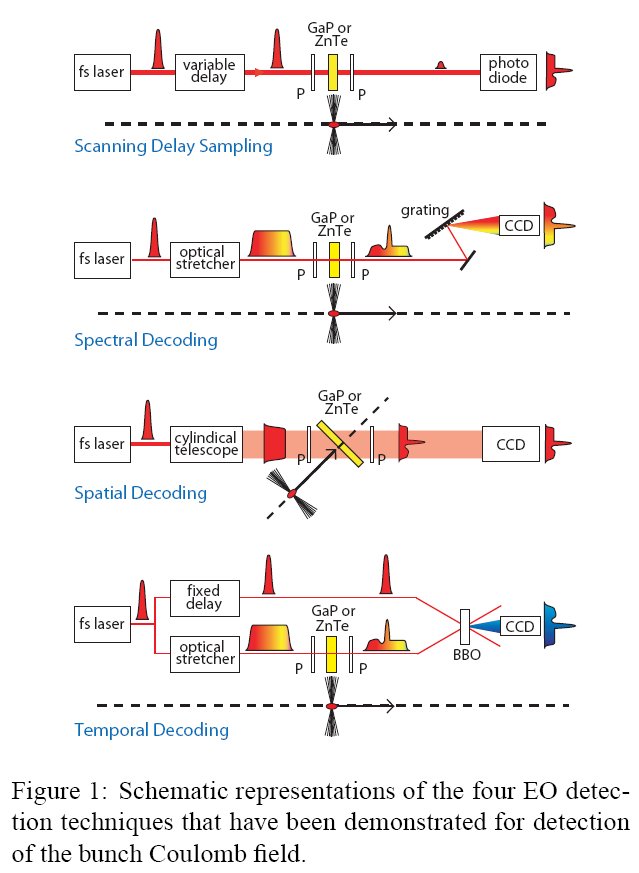 GaP or
ZnTe
fs laser
variable
delay
P
P
photo
diode
Scanning Delay Sampling
GaP or
ZnTe
grating
CCD
fs laser
optical
stretcher
P
P
Spectral Decoding
GaP or
ZnTe
fs laser
cylindical
telescope
P
P
CCD
Spatial Decoding
fixed
delay
GaP or
ZnTe
fs laser
optical
stretcher
P
P
BBO
CCD
Temporal Decoding
Figure 1: Schematic representations of the four EO detec-
tion techniques that have been demonstrated for detection
of the bunch Coulomb field.